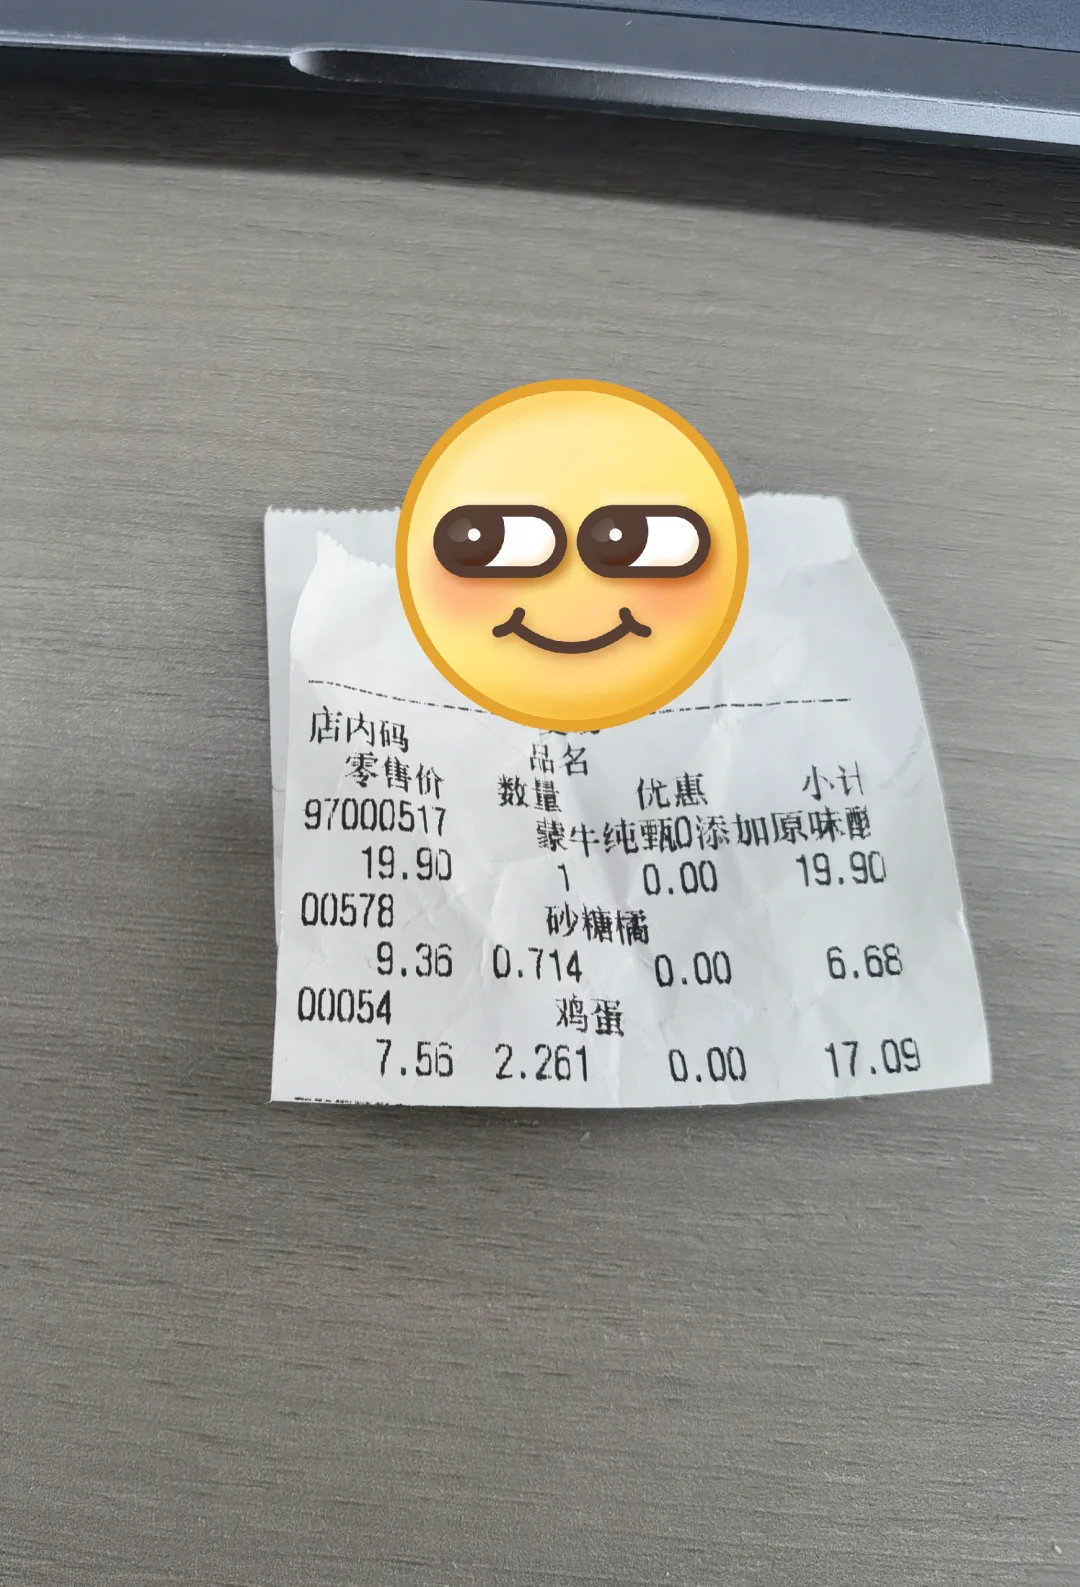 店内码
品名
零售价 数量 优惠 小计
97000517 蒙牛纯甄0添加原味酸
19.90 1 0.00 19.90
00578 砂糖橘
9.36 0.714 0.00 6.68
00054 鸡蛋
7.56 2.261 0.00 17.09